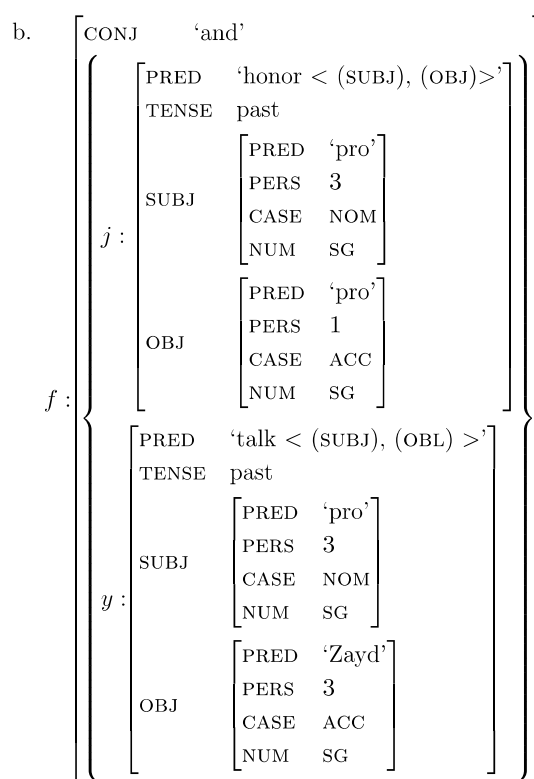 b.
CONJ ‘and’
PRED ‘honor < (SUBJ), (OBJ)>’
TENSE past
PRED ‘pro’
PERS 3
SUBJ
CASE NOM
j :
NUM SG
PRED ‘pro’
PERS 1
OBJ
CASE ACC
NUM SG
f :
PRED ‘talk < (SUBJ), (OBL) >’
TENSE past
PRED ‘pro’
PERS 3
SUBJ
CASE NOM
y :
NUM SG
PRED ‘Zayd’
PERS 3
OBJ
CASE ACC
NUM SG